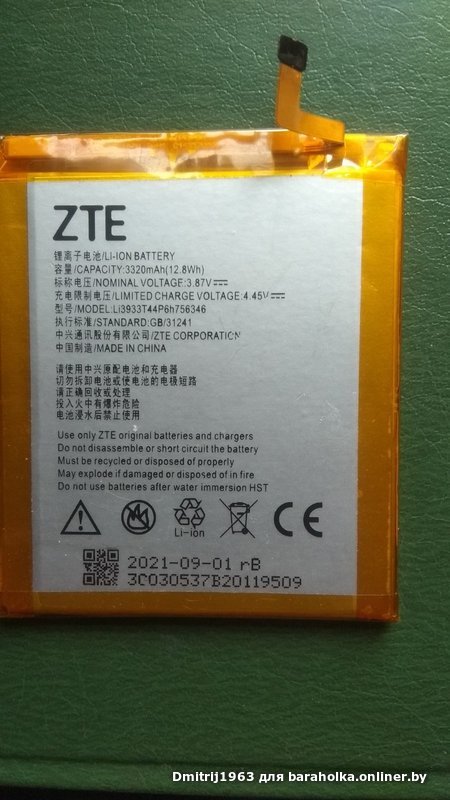 ZTE
锂离子电池/LI-ION BATTERY
容量/CAPACITY:3320mAh(12.8Wh)
标称电压/NOMINAL VOLTAGE:3.87V⎓
充电限制电压/LIMITED CHARGE VOLTAGE:4.45V⎓
型号/MODEL:Li3933T44P6h756346
执行标准/STANDARD:GB/31241
中兴通讯股份有限公司/ZTE CORPORATION
中国制造/MADE IN CHINA
请使用中兴原配电池和充电器
切勿拆卸电池或使电池的电极短路
请正确处理和回收
投入火中有爆炸危险
电池浸水后禁止使用
Use only ZTE original batteries and chargers
Do not disassemble or short circuit the battery
Must be recycled or disposed of properly
May explode if damaged or disposed of in fire
Do not use batteries after water immersion HST
Li-ion
CE
2021-09-01 rB
30030537B20119509
Dmitrij1963 для baraholka.onliner.by